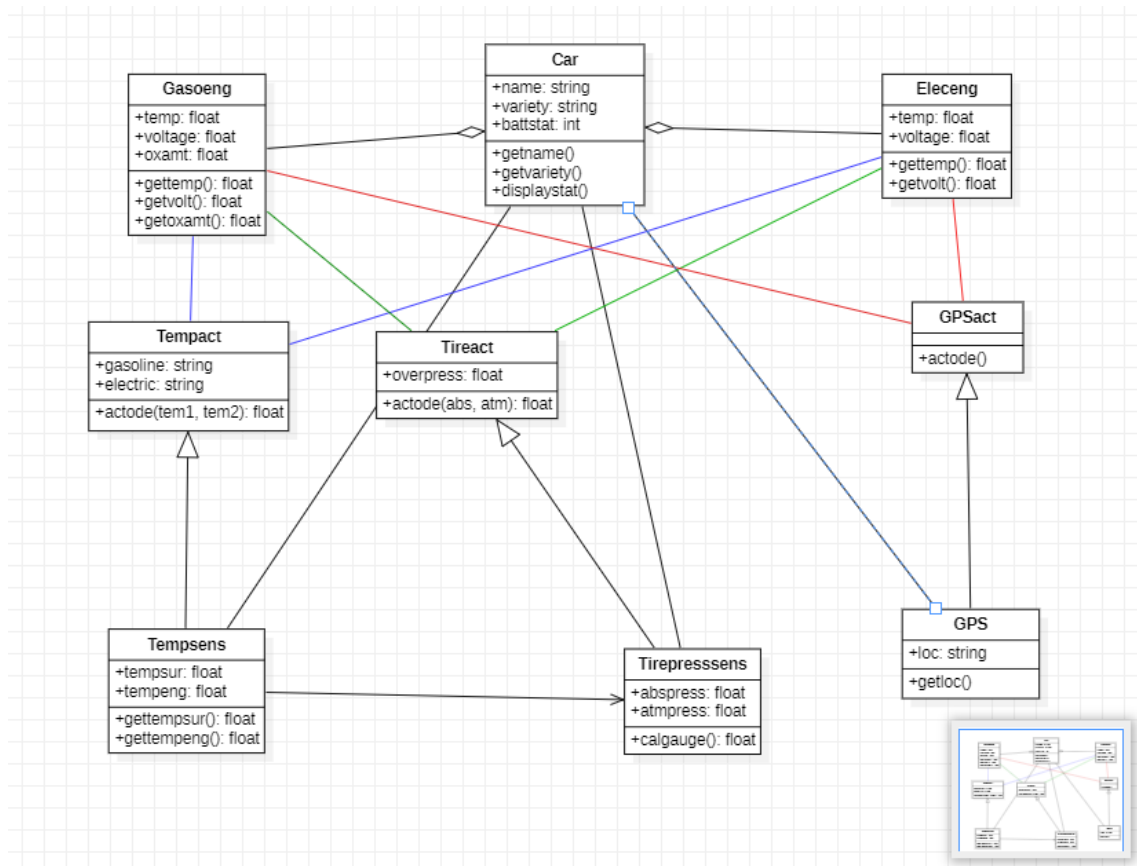 Car
+name: string
+variety: string
+battstat: int
+getname()
+getvariety()
+displaystat()
Gasoeng
+temp: float
+voltage: float
+oxamt: float
+gettemp(): float
+getvolt(): float
+getoxamt(): float
Eleceng
+temp: float
+voltage: float
+gettemp(): float
+getvolt(): float
Tempact
+gasoline: string
+electric: string
+actode(tem1, tem2): float
Tireact
+overpress: float
+actode(abs, atm): float
GPSact
+actode()
Tempsens
+tempsur: float
+tempeng: float
+gettempsur(): float
+gettempeng(): float
Tirepresssens
+abspress: float
+atmpress: float
+calgauge(): float
GPS
+loc: string
+getloc()